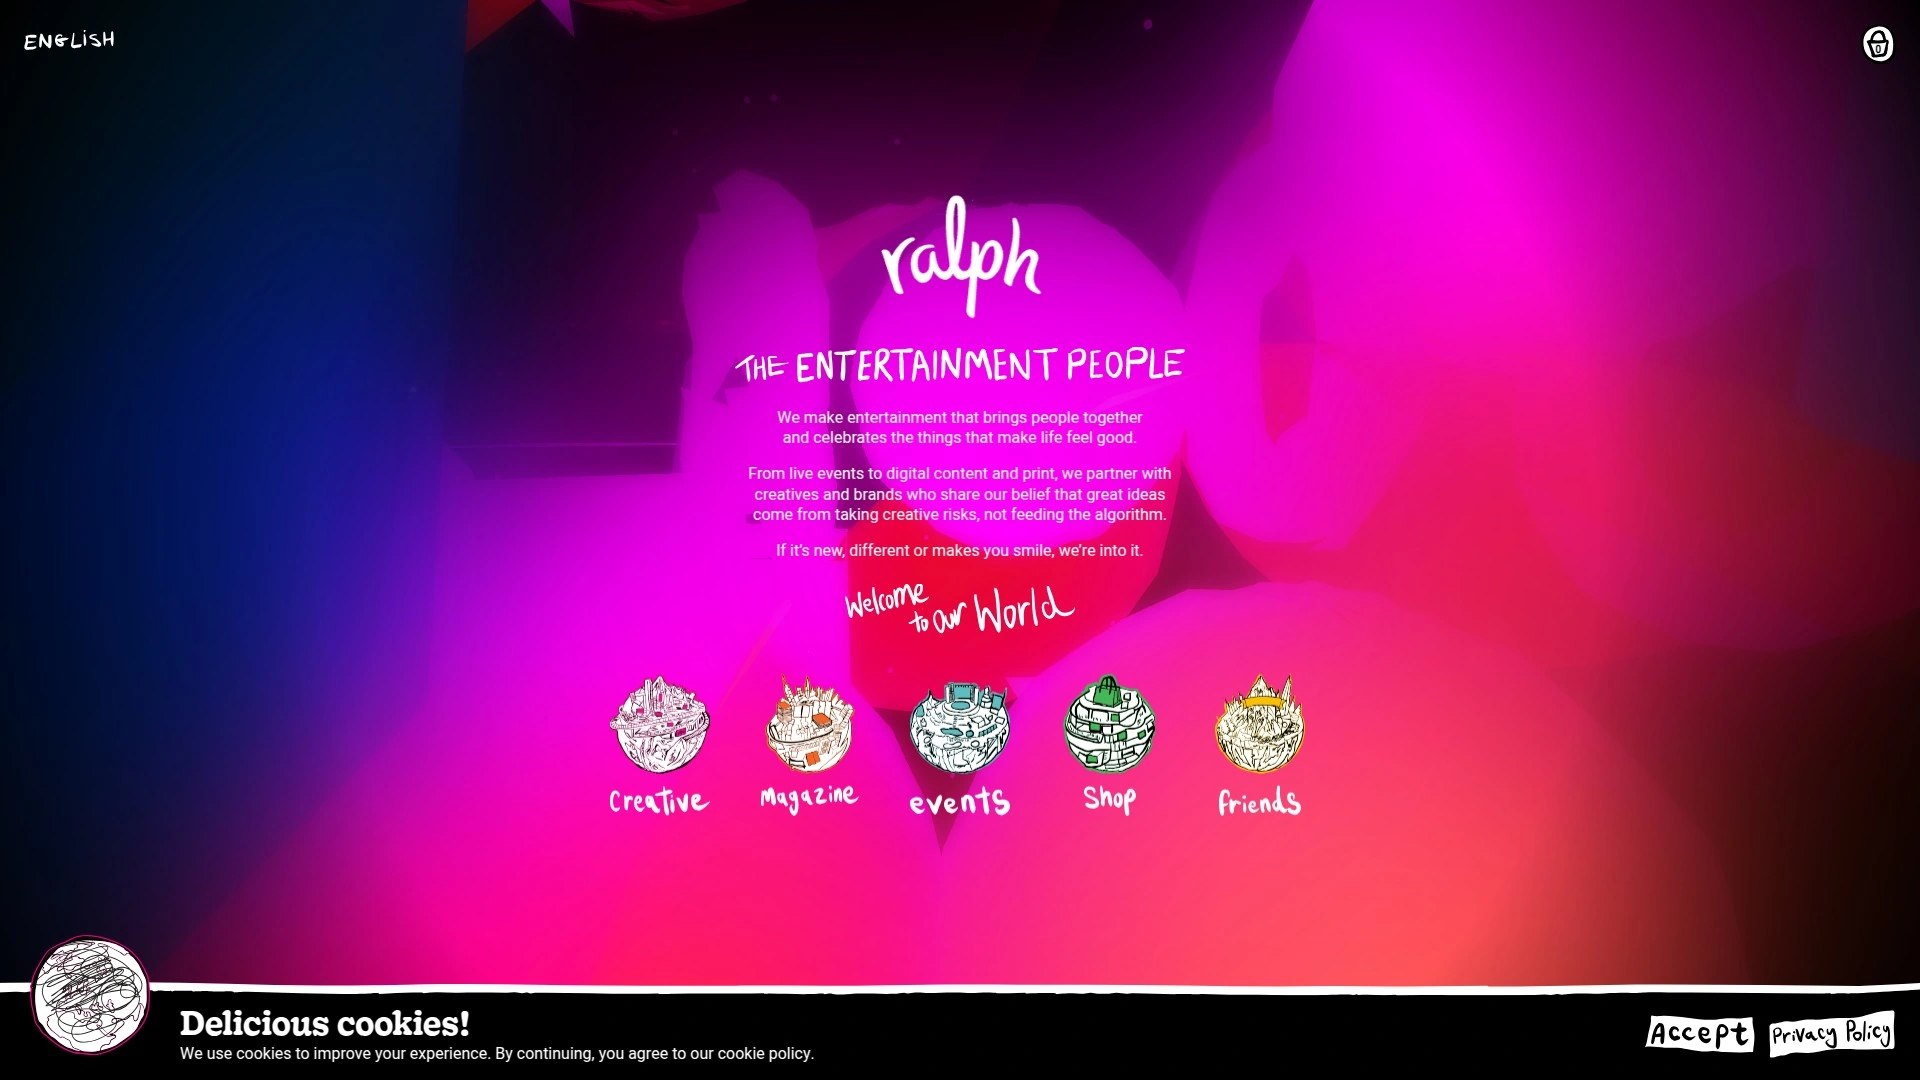 ENGLiSH
0
ralph
THE ENTERTAINMENT PEOPLE
We make entertainment that brings people together
and celebrates the things that make life feel good.
From live events to digital content and print, we partner with
creatives and brands who share our belief that great ideas
come from taking creative risks, not feeding the algorithm.
If it's new, different or makes you smile, we're into it.
Welcome
to our World
Creative
Magazine
events
Shop
friends
Delicious cookies!
We use cookies to improve your experience. By continuing, you agree to our cookie policy.
Accept
Privacy Policy